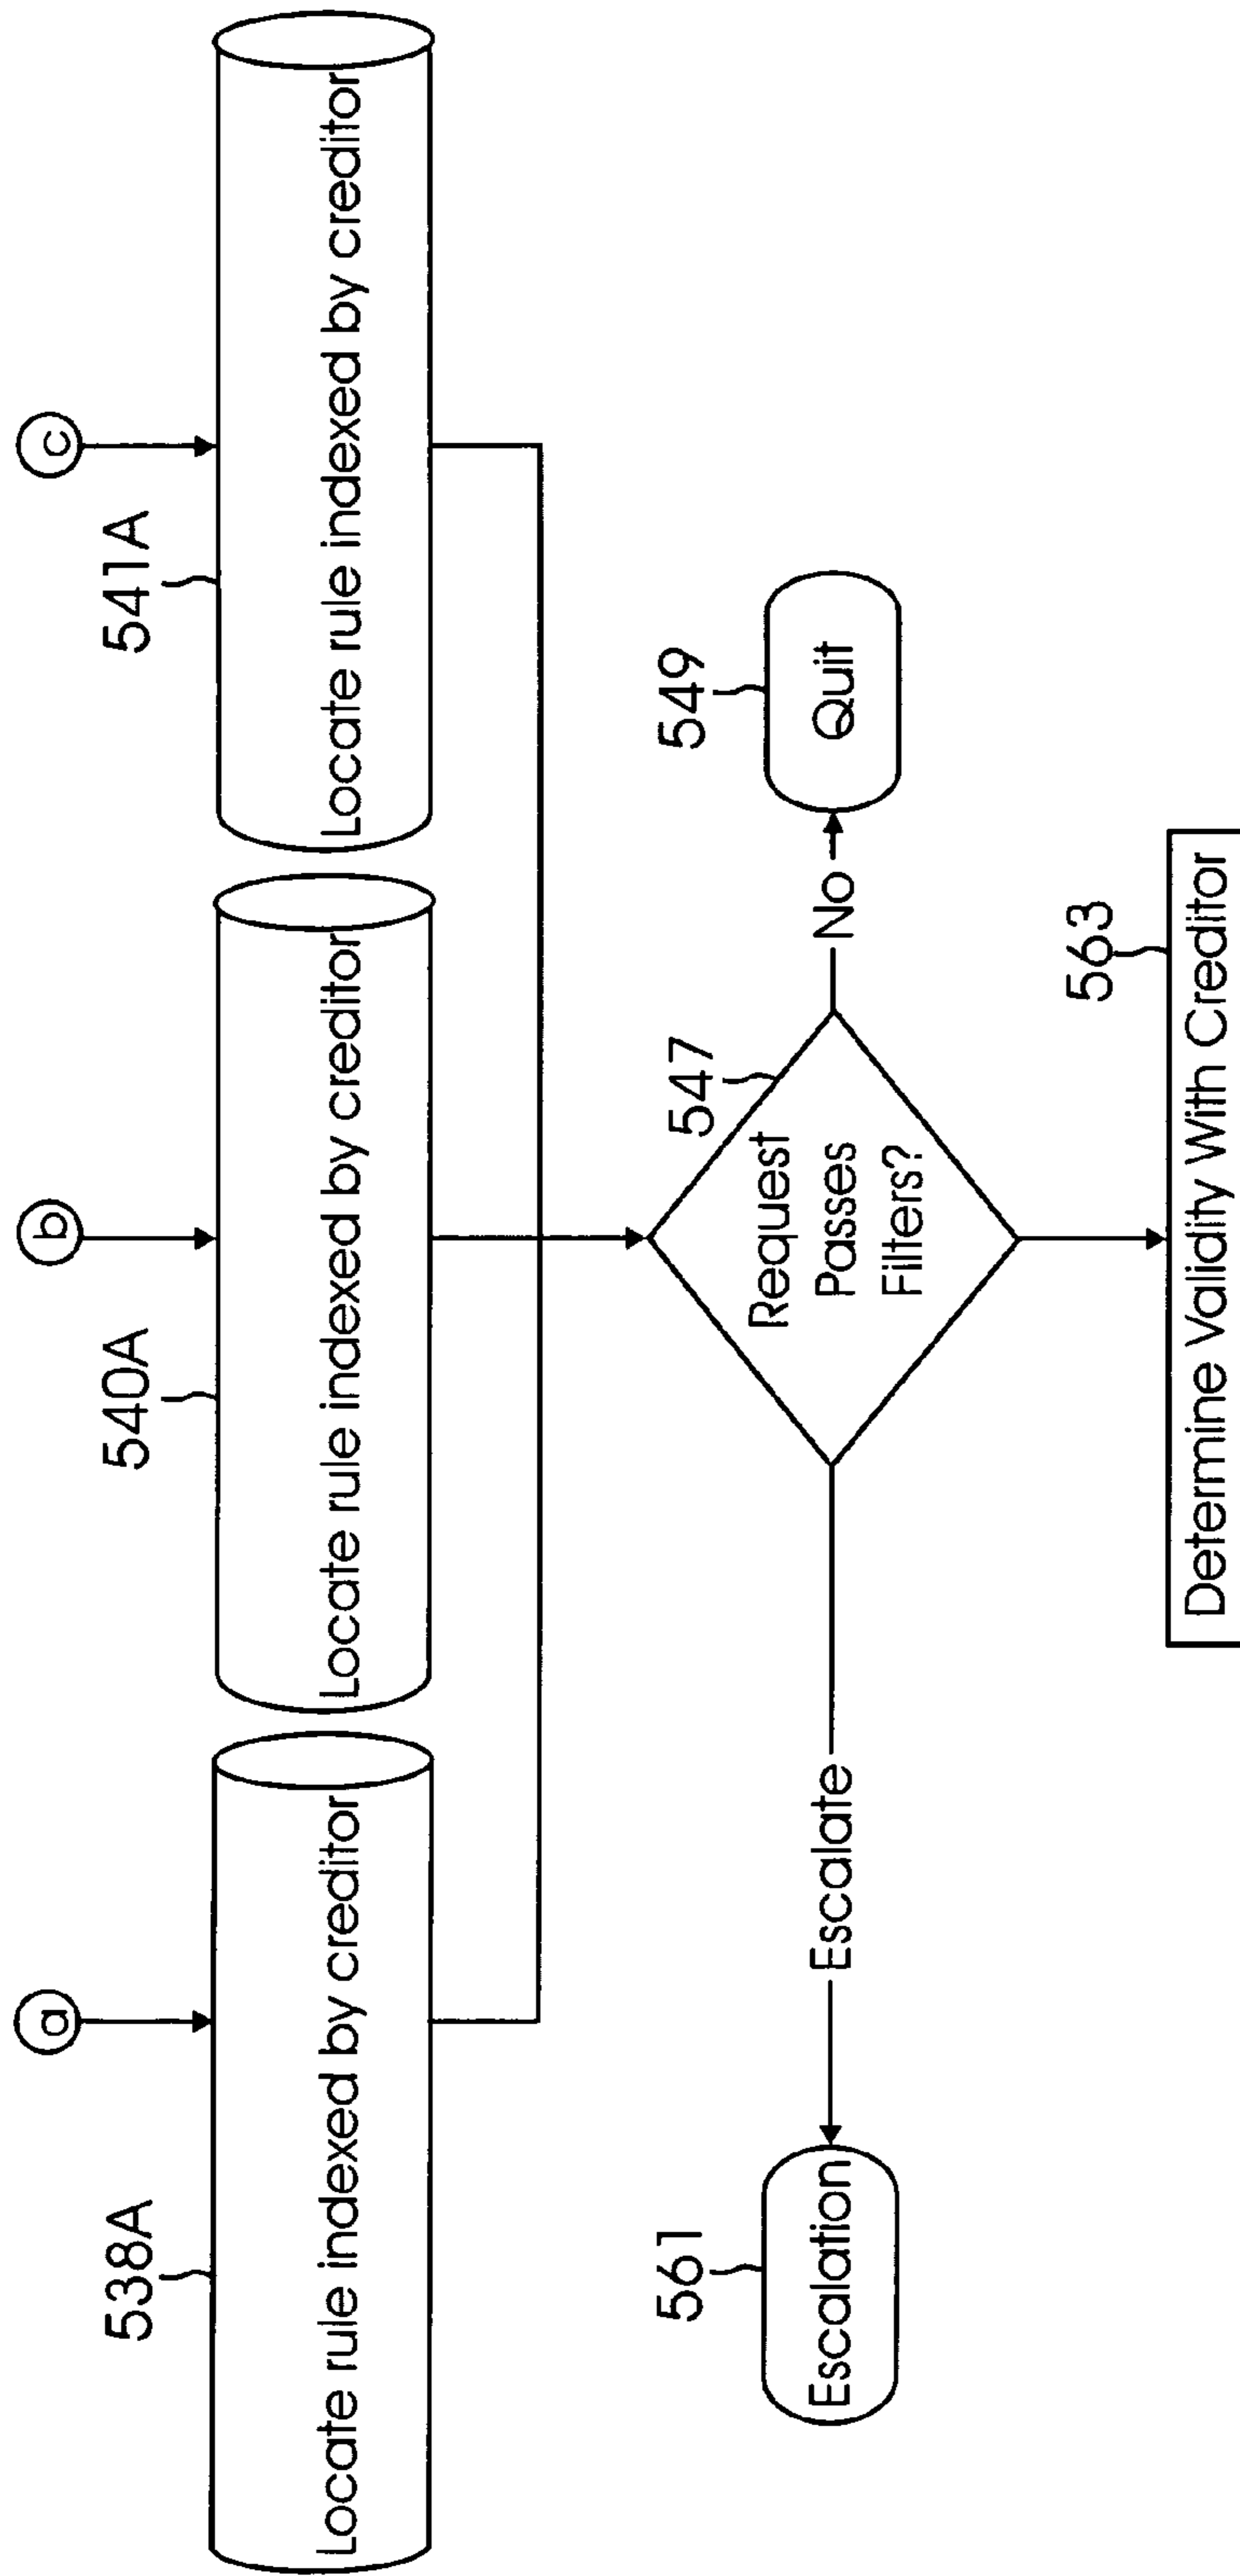 a
b
c
538A
540A
541A
Locate rule indexed by creditor
Locate rule indexed by creditor
Locate rule indexed by creditor
547
Request
Passes
Filters?
Escalate
561
Escalation
No
549
Quit
563
Determine Validity With Creditor